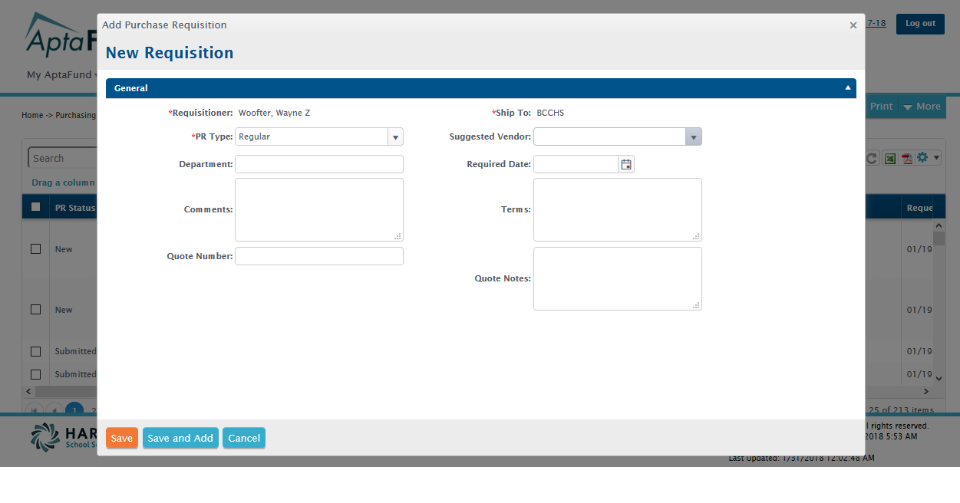 Add Purchase Requisition
×
7-18
Log out
AptaF
New Requisition
My AptaFund
General
Home -> Purchasing
Print
More
*Requisitioner: Woofter, Wayne Z
*Ship To: BCCHS
*PR Type: Regular
Suggested Vendor:
Search
Department:
Required Date:
Drag a column
PR Status
Reque
Comments:
Terms:
New
01/19
Quote Number:
Quote Notes:
New
01/19
Submitted
01/19
Submitted
01/19
1
2
25 of 213 items
HAR
School S
Save
Save and Add
Cancel
l rights reserved.
2018 5:53 AM
Last Updated: 1/31/2018 12:02:48 AM